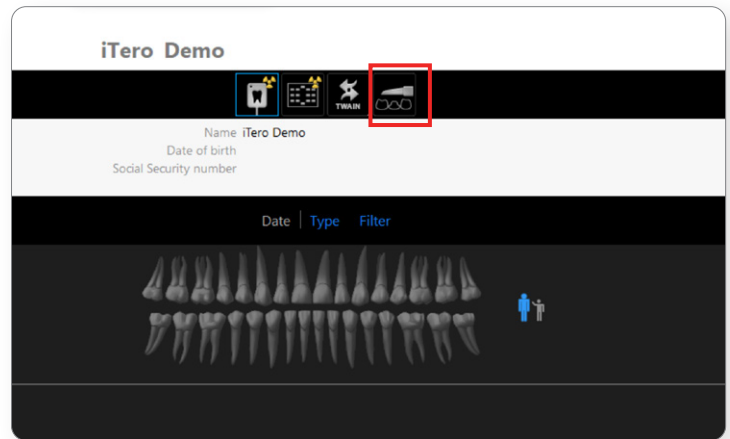 iTero Demo
TWAIN
Name iTero Demo
Date of birth
Social Security number
Date | Type Filter